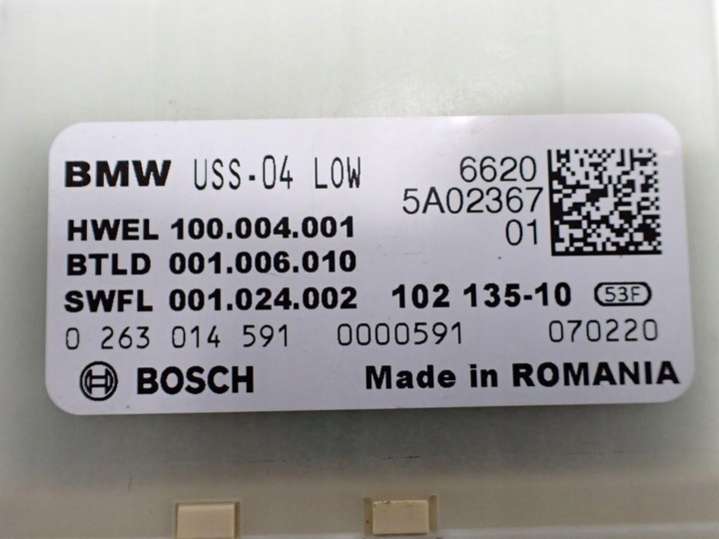 BMW USS-04 LOW 6620
5A02367
HWEL 100.004.001 01
BTLD 001.006.010
SWFL 001.024.002 102 135-10 53F
0 263 014 591 0000591 070220
BOSCH Made in ROMANIA